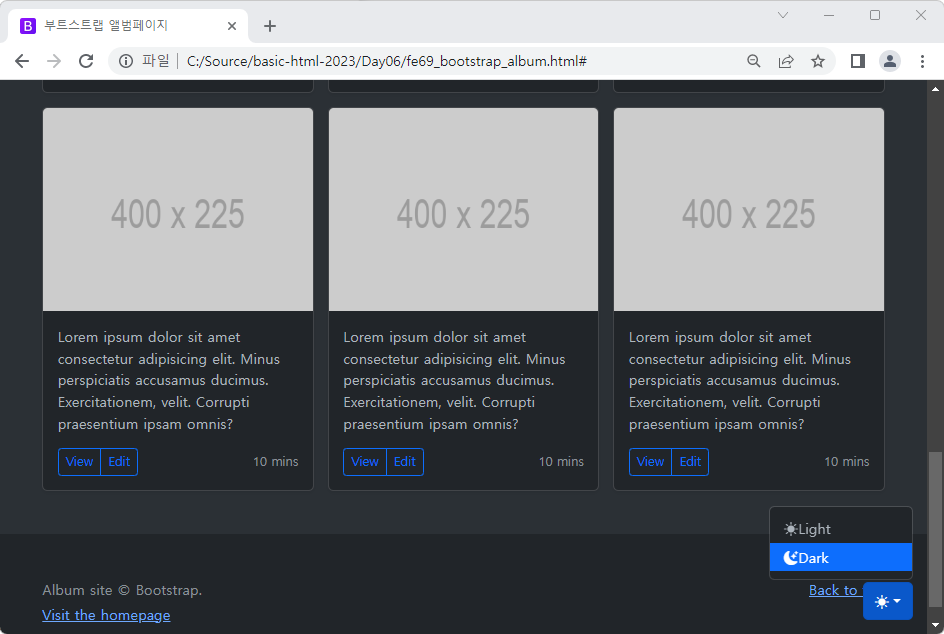 부트스트랩 앨범페이지
파일 C:/Source/basic-html-2023/Day06/fe69_bootstrap_album.html#
400 x 225 400 x 225 400 x 225
Lorem ipsum dolor sit amet
consectetur adipisicing elit. Minus
perspiciatis accusamus ducimus.
Exercitationem, velit. Corrupti
praesentium ipsam omnis?
View Edit 10 mins
Lorem ipsum dolor sit amet
consectetur adipisicing elit. Minus
perspiciatis accusamus ducimus.
Exercitationem, velit. Corrupti
praesentium ipsam omnis?
View Edit 10 mins
Lorem ipsum dolor sit amet
consectetur adipisicing elit. Minus
perspiciatis accusamus ducimus.
Exercitationem, velit. Corrupti
praesentium ipsam omnis?
View Edit 10 mins
Light
Dark
Album site © Bootstrap.
Back to
Visit the homepage